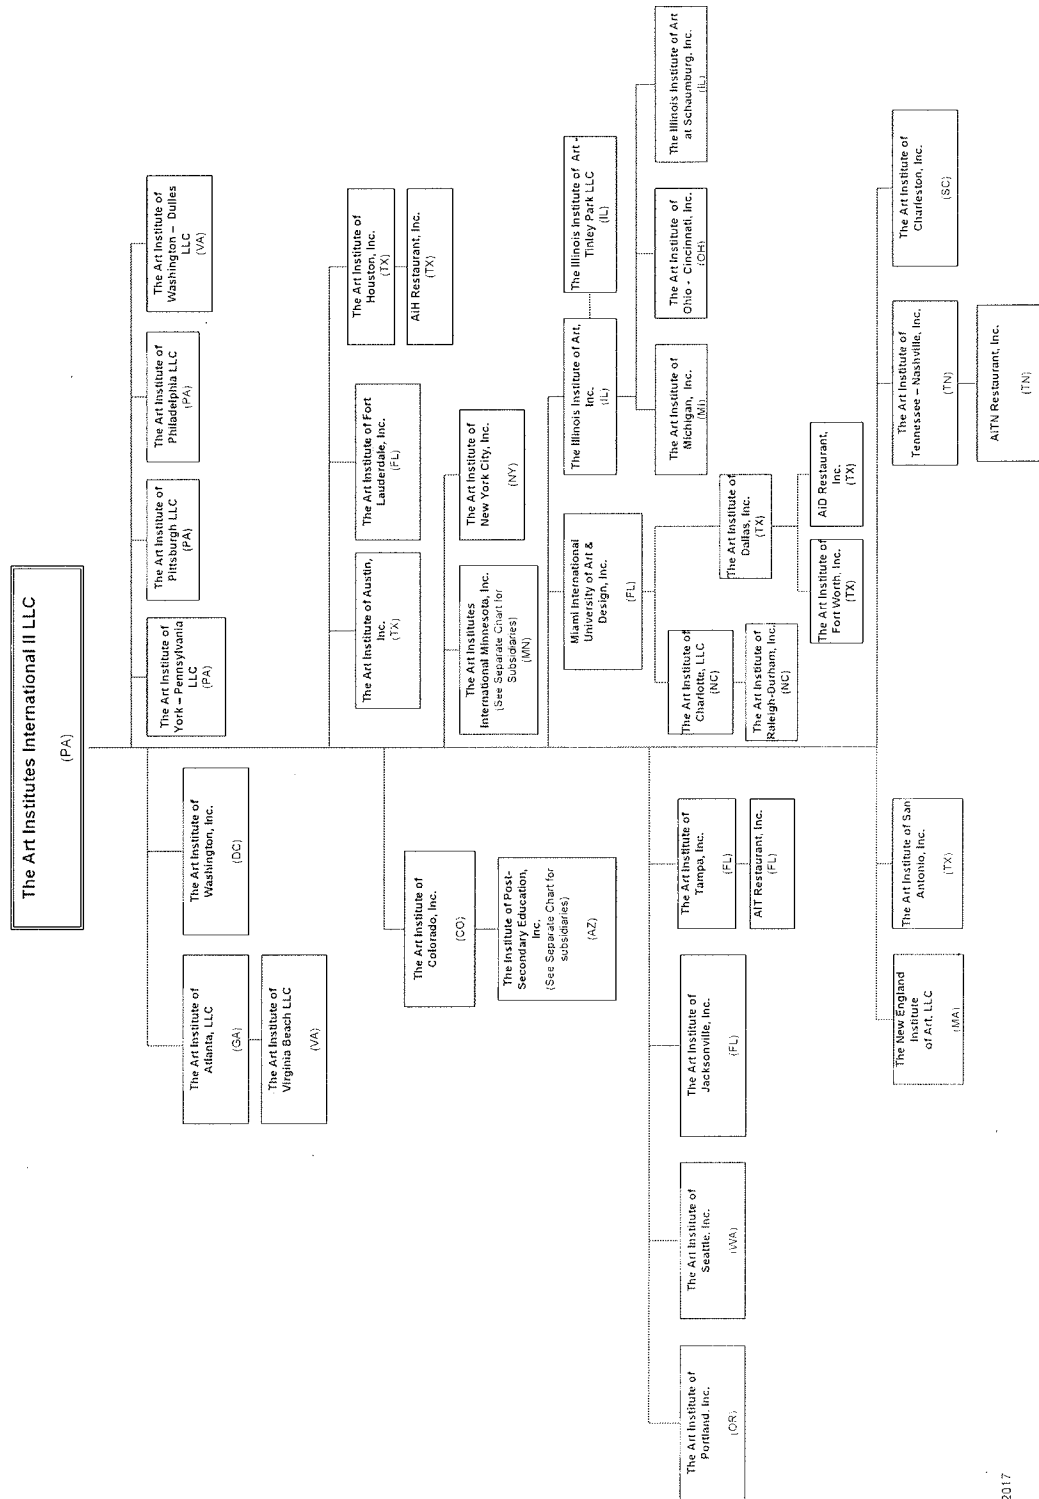 The Art Institutes International II LLC
(PA)
The Art Institute of
Atlanta, LLC
(GA)
The Art Institute of
Virginia Beach LLC
(VA)
The Art Institute of
Washington, Inc.
(DC)
The Art Institute of
York – Pennsylvania
LLC
(PA)
The Art Institute of
Pittsburgh LLC
(PA)
The Art Institute of
Philadelphia LLC
(PA)
The Art Institute of
Washington – Dulles
LLC
(VA)
The Art Institute of
Colorado, Inc.
(CO)
The Institute of Post-
Secondary Education,
Inc.
(See Separate Chart for
subsidiaries)
(AZ)
The Art Institute of Austin,
Inc.
(TX)
The Art Institute of Fort
Lauderdale, Inc.
(FL)
The Art Institute of
Houston, Inc.
(TX)
AiH Restaurant, Inc.
(TX)
The Art Institutes
International Minnesota, Inc.
(See Separate Chart for
Subsidiaries)
(MN)
The Art Institute of
New York City, Inc.
(NY)
Miami International
University of Art &
Design, Inc.
(FL)
The Illinois Institute of Art,
Inc.
(IL)
The Illinois Institute of Art -
Tinley Park LLC
(IL)
The Art Institute of
Michigan, Inc.
(MI)
The Art Institute of
Ohio - Cincinnati, Inc.
(OH)
The Illinois Institute of Art
at Schaumburg, Inc.
(IL)
The Art Institute of
Charlotte, LLC
(NC)
The Art Institute of
Raleigh-Durham, Inc.
(NC)
The Art Institute of
Dallas, Inc.
(TX)
The Art Institute of
Fort Worth, Inc.
(TX)
AiD Restaurant,
Inc.
(TX)
The Art Institute of
Portland, Inc.
(OR)
The Art Institute of
Seattle, Inc.
(WA)
The Art Institute of
Jacksonville, Inc.
(FL)
The Art Institute of
Tampa, Inc.
(FL)
AIT Restaurant, Inc.
(FL)
The New England
Institute
of Art, LLC
(MA)
The Art Institute of San
Antonio, Inc.
(TX)
The Art Institute of
Tennessee – Nashville, Inc.
(TN)
AiTN Restaurant, Inc.
(TN)
The Art Institute of
Charleston, Inc.
(SC)
2017